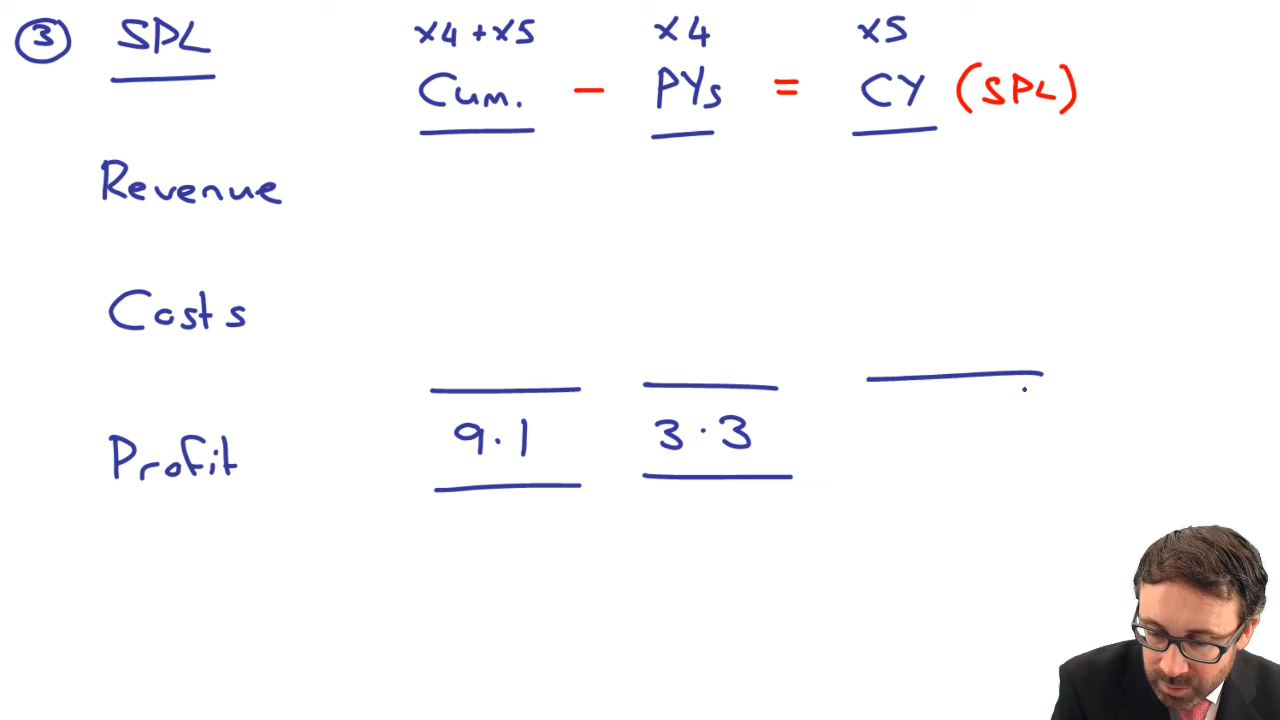 3 SPL x4 + x5 x4 x5
Cum. - PYs = CY (SPL)
Revenue
Costs
Profit 9.1 3.3